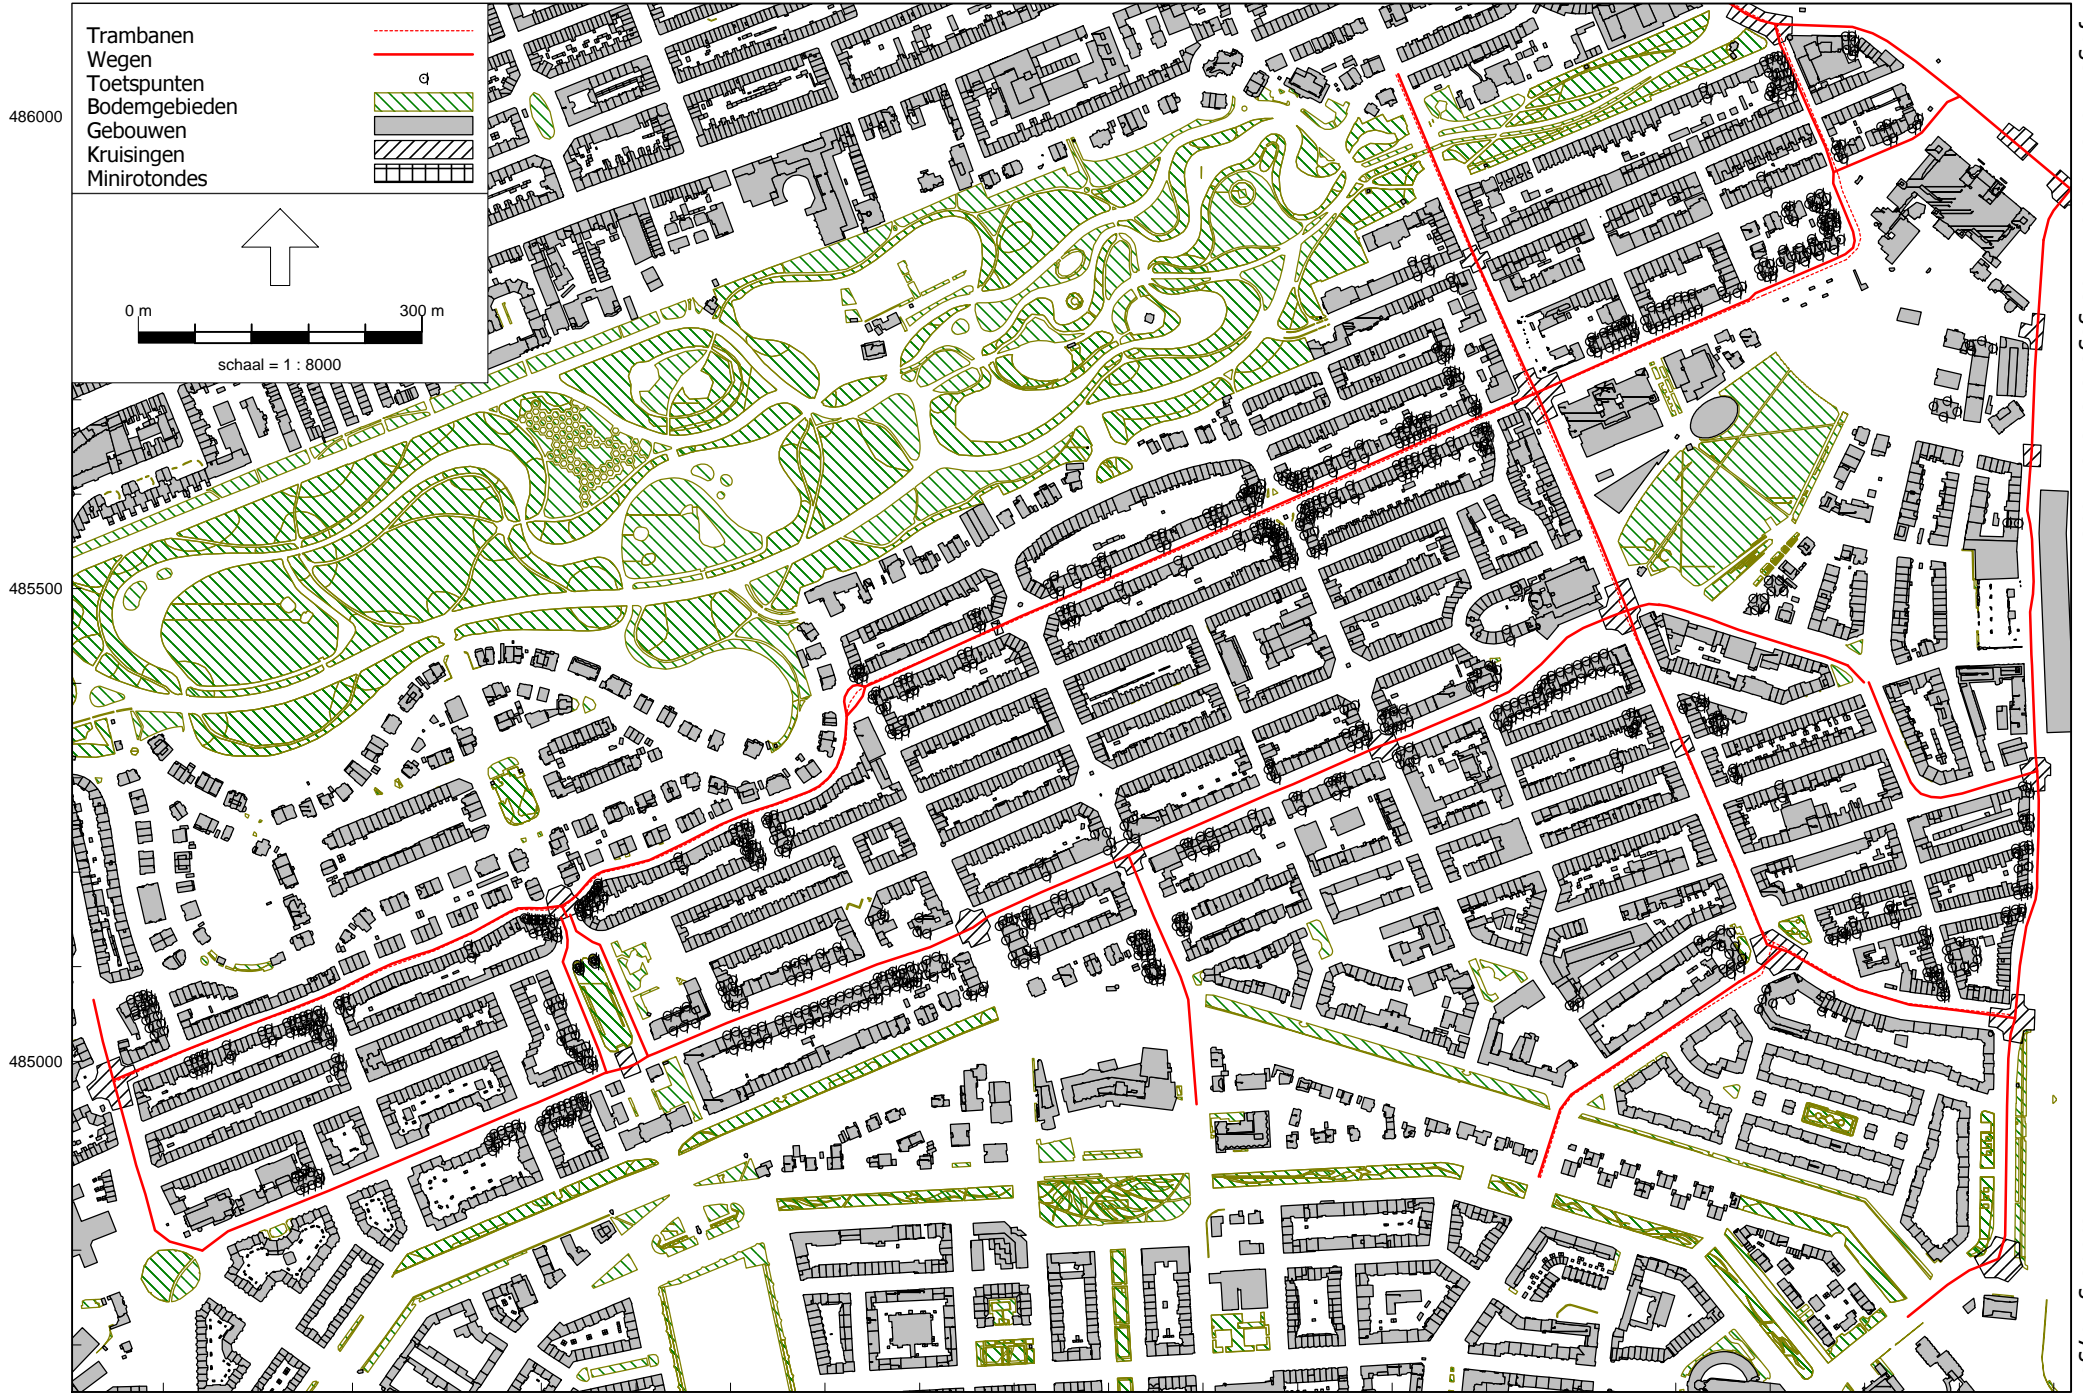 Trambanen
Wegen
Toetspunten
Bodemgebieden
Gebouwen
Kruisingen
Minirotondes
0 m 300 m
schaal = 1 : 8000
486000
485500
485000